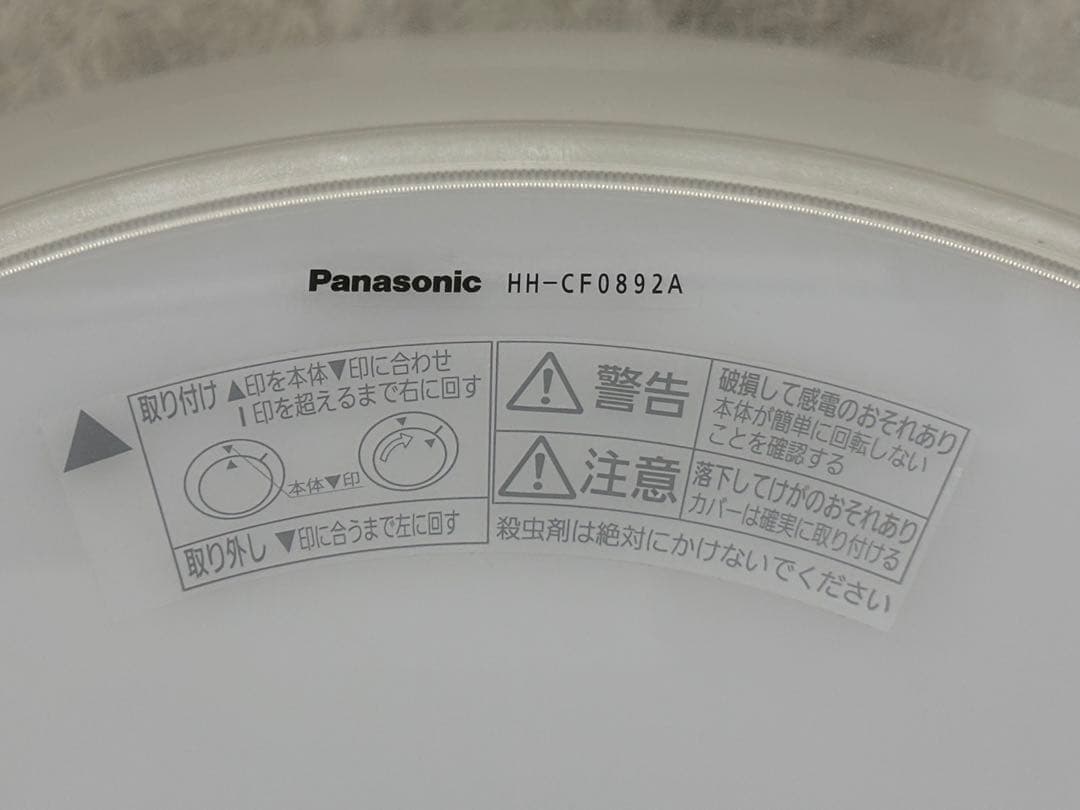 Panasonic HH-CF0892A
取り付け ▲印を本体▼印に合わせ
┃印を超えるまで右に回す
本体▼印
取り外し ▼印に合うまで左に回す
警告
破損して感電のおそれあり
本体が簡単に回転しない
ことを確認する
注意
落下してけがのおそれあり
カバーは確実に取り付ける
殺虫剤は絶対にかけないでください